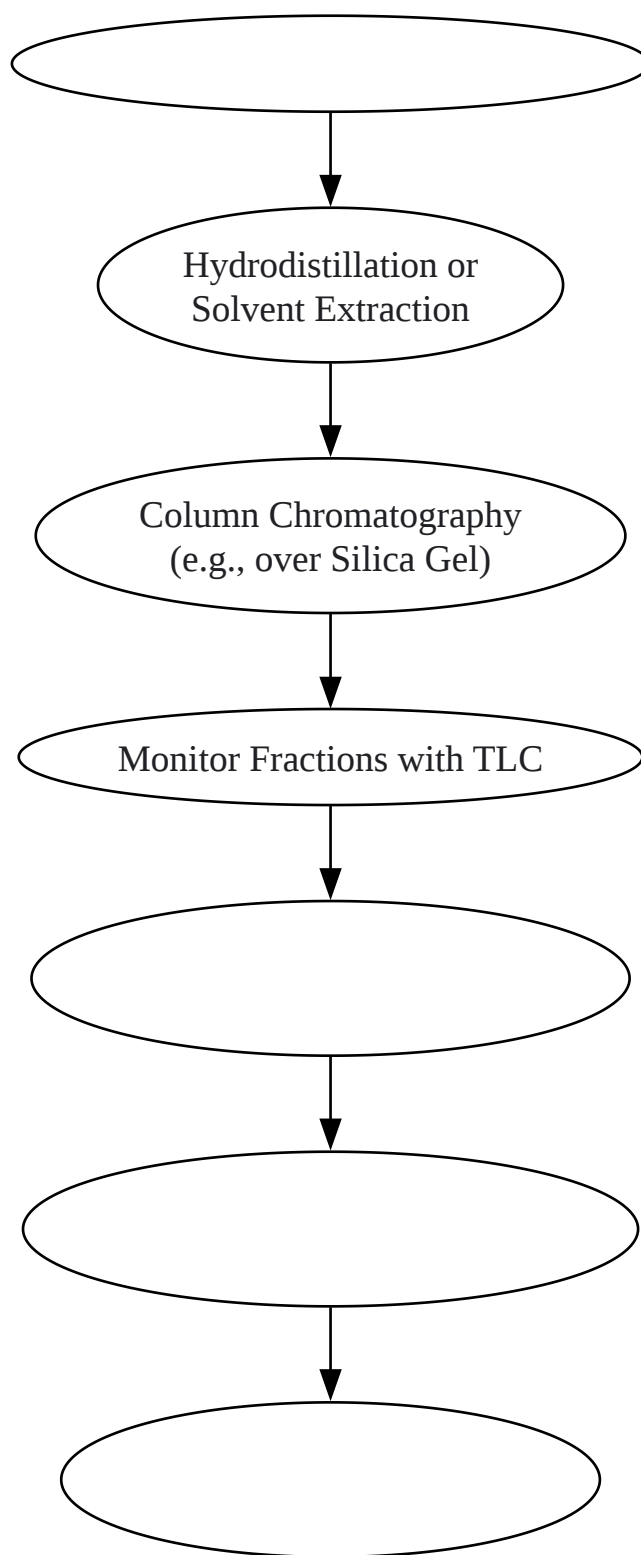 Hydrodistillation or
Solvent Extraction
Column Chromatography
(e.g., over Silica Gel)
Monitor Fractions with TLC